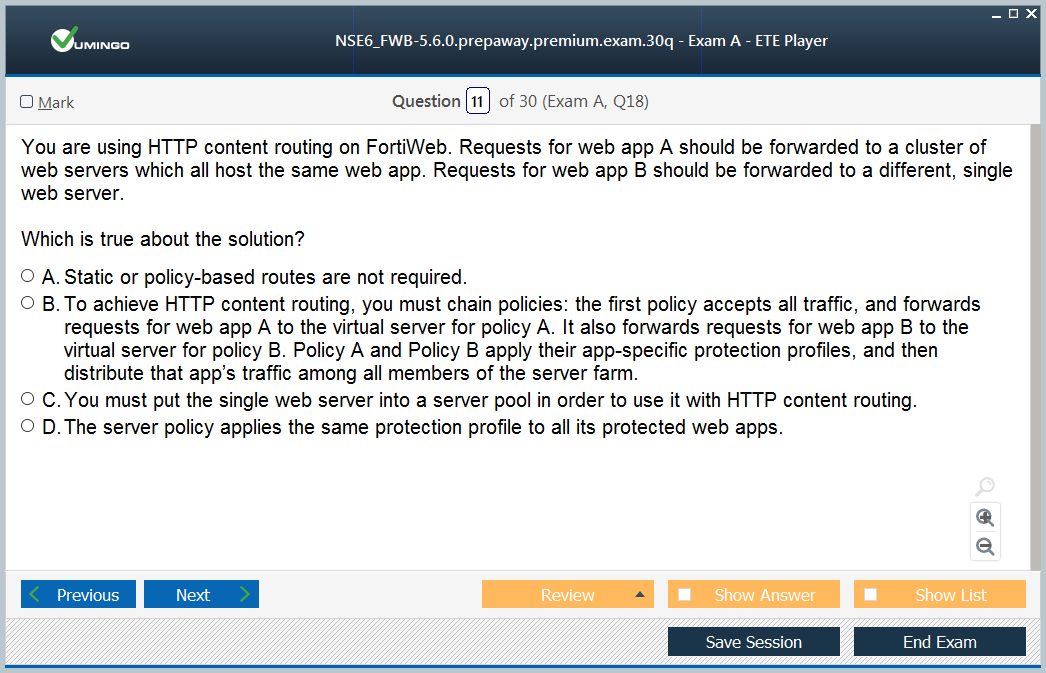 VUMINGO
NSE6_FWB-5.6.0.prepaway.premium.exam.30q - Exam A - ETE Player
Mark
Question 11 of 30 (Exam A, Q18)
You are using HTTP content routing on FortiWeb. Requests for web app A should be forwarded to a cluster of
web servers which all host the same web app. Requests for web app B should be forwarded to a different, single
web server.
Which is true about the solution?
A. Static or policy-based routes are not required.
B. To achieve HTTP content routing, you must chain policies: the first policy accepts all traffic, and forwards
requests for web app A to the virtual server for policy A. It also forwards requests for web app B to the
virtual server for policy B. Policy A and Policy B apply their app-specific protection profiles, and then
distribute that app's traffic among all members of the server farm.
C. You must put the single web server into a server pool in order to use it with HTTP content routing.
D. The server policy applies the same protection profile to all its protected web apps.
Previous
Next
Review
Show Answer
Show List
Save Session
End Exam